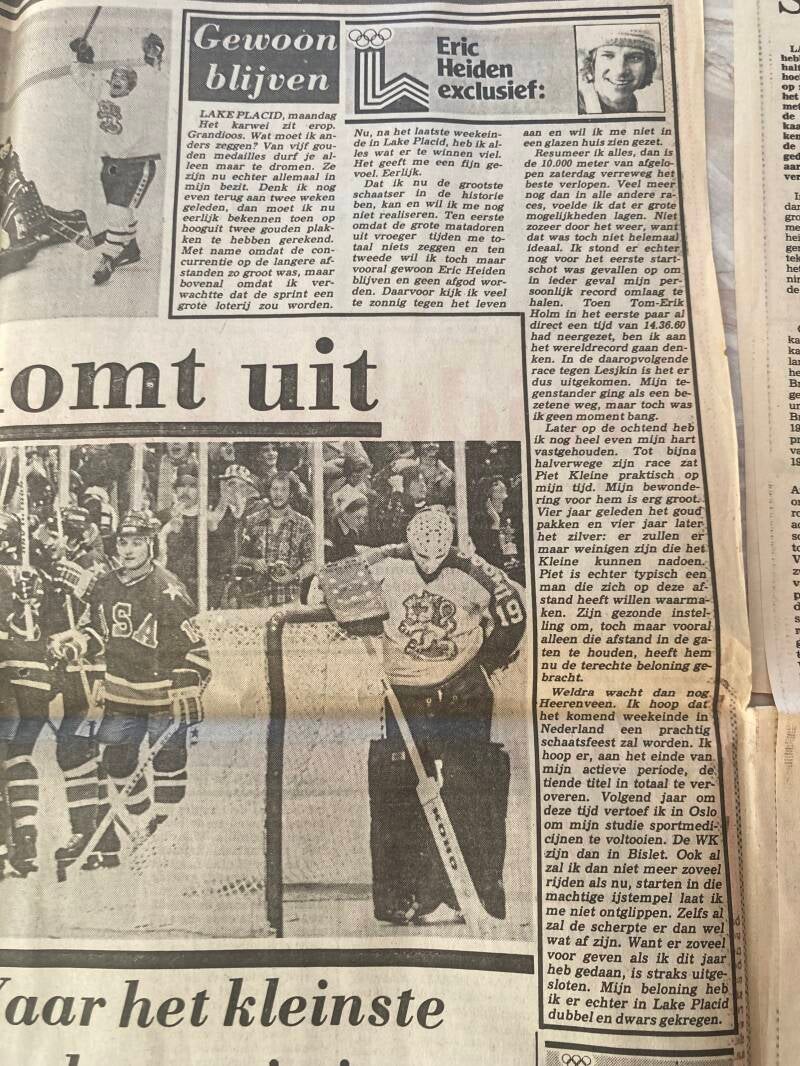 Gewoon
blijven
Eric
Heiden
exclusief:
LAKE PLACID, maandag
Het karwei zit erop.
Grandioos. Wat moet ik an-
ders zeggen? Van vijf gou-
den medailles durf je al-
leen maar te dromen. Ze
zijn nu echter allemaal in
mijn bezit. Denk ik nog
even terug aan twee weken
geleden, dan moet ik nu
eerlijk bekennen toen op
hooguit twee gouden plak-
ken te hebben gerekend.
Met name omdat de con-
currentie op de langere af-
standen zo groot was, maar
bovenal omdat ik ver-
wachtte dat de sprint een
grote loterij zou worden.
Nu, na het laatste weekein-
de in Lake Placid, heb ik al-
les wat er te winnen viel.
Het geeft me een fijn ge-
voel. Eerlijk.
Dat ik nu de grootste
schaatser in de historie
ben, kan en wil ik me nog
niet realiseren. Ten eerste
omdat de grote matadoren
uit vroeger tijden me to-
taal niets zeggen en ten
tweede wil ik toch maar
vooral gewoon Eric Heiden
blijven en geen afgod wor-
den. Daarvoor kijk ik veel
te zonnig tegen het leven
aan en wil ik me niet in
een glazen huis zien gezet.
Resumeer ik alles, dan is
de 10.000 meter van afgelo-
pen zaterdag verreweg het
beste verlopen. Veel meer
nog dan in alle andere ra-
ces, voelde ik dat er grote
mogelijkheden lagen. Niet
zozeer door het weer, want
dat was toch niet helemaal
ideaal. Ik stond er echter
nog voor het eerste start-
schot was gevallen op om
in ieder geval mijn per-
soonlijk record omlaag te
halen. Toen Tom-Erik
Holm in het eerste paar al
direct een tijd van 14.36.60
had neergezet, ben ik aan
het wereldrecord gaan den-
ken. In de daaropvolgende
race tegen Lesjkin is het er
dus uitgekomen. Mijn te-
genstander ging als een be-
zetene weg, maar toch was
ik geen moment bang.
Later op de ochtend heb
ik nog heel even mijn hart
vastgehouden. Tot bijna
halverwege zijn race zat
Piet Kleine praktisch op
mijn tijd. Mijn bewonde-
ring voor hem is erg groot.
Vier jaar geleden het goud
pakken en vier jaar later
het zilver: er zullen er
maar weinigen zijn die het
Kleine kunnen nadoen.
Piet is echter typisch een
man die zich op deze af-
stand heeft willen waarma-
ken. Zijn gezonde instel-
ling om, toch maar vooral
alleen die afstand in de ga-
ten te houden, heeft hem
nu de terechte beloning ge-
bracht.
Weldra wacht dan nog
Heerenveen. Ik hoop dat
het komend weekeinde in
Nederland een prachtig
schaatsfeest zal worden. Ik
hoop er, aan het einde van
mijn actieve periode, de
tiende titel in totaal te ver-
overen. Volgend jaar om
deze tijd vertoef ik in Oslo
om mijn studie sportmedi-
cijnen te voltooien. De WK
zijn dan in Bislet. Ook al
zal ik dan niet meer zoveel
rijden als nu, starten in die
machtige ijstempel laat ik
me niet ontglippen. Zelfs al
zal de scherpte er dan wel
wat af zijn. Want er zoveel
voor geven als ik dit jaar
heb gedaan, is straks uitge-
sloten. Mijn beloning heb
ik er echter in Lake Placid
dubbel en dwars gekregen.
komt uit
USA
19
KOHO
aar het kleinste